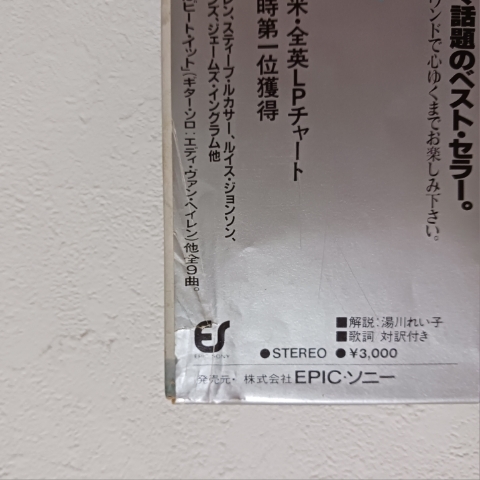 話題のベスト・セラー。
ウンドで心ゆくまでお楽しみ下さい。
米・全英LPチャート
時第一位獲得
レン、スティーブ・ルカサー、ルイス・ジョンソン、
ンス、ジェームズ・イングラム他
ビート・イット」(ギター・ソロ:エディ・ヴァン・ヘイレン)他全9曲。
■解説:湯川れい子
■歌詞 対訳付き
ES
●STEREO ●¥3,000
発売元・株式会社EPIC・ソニー